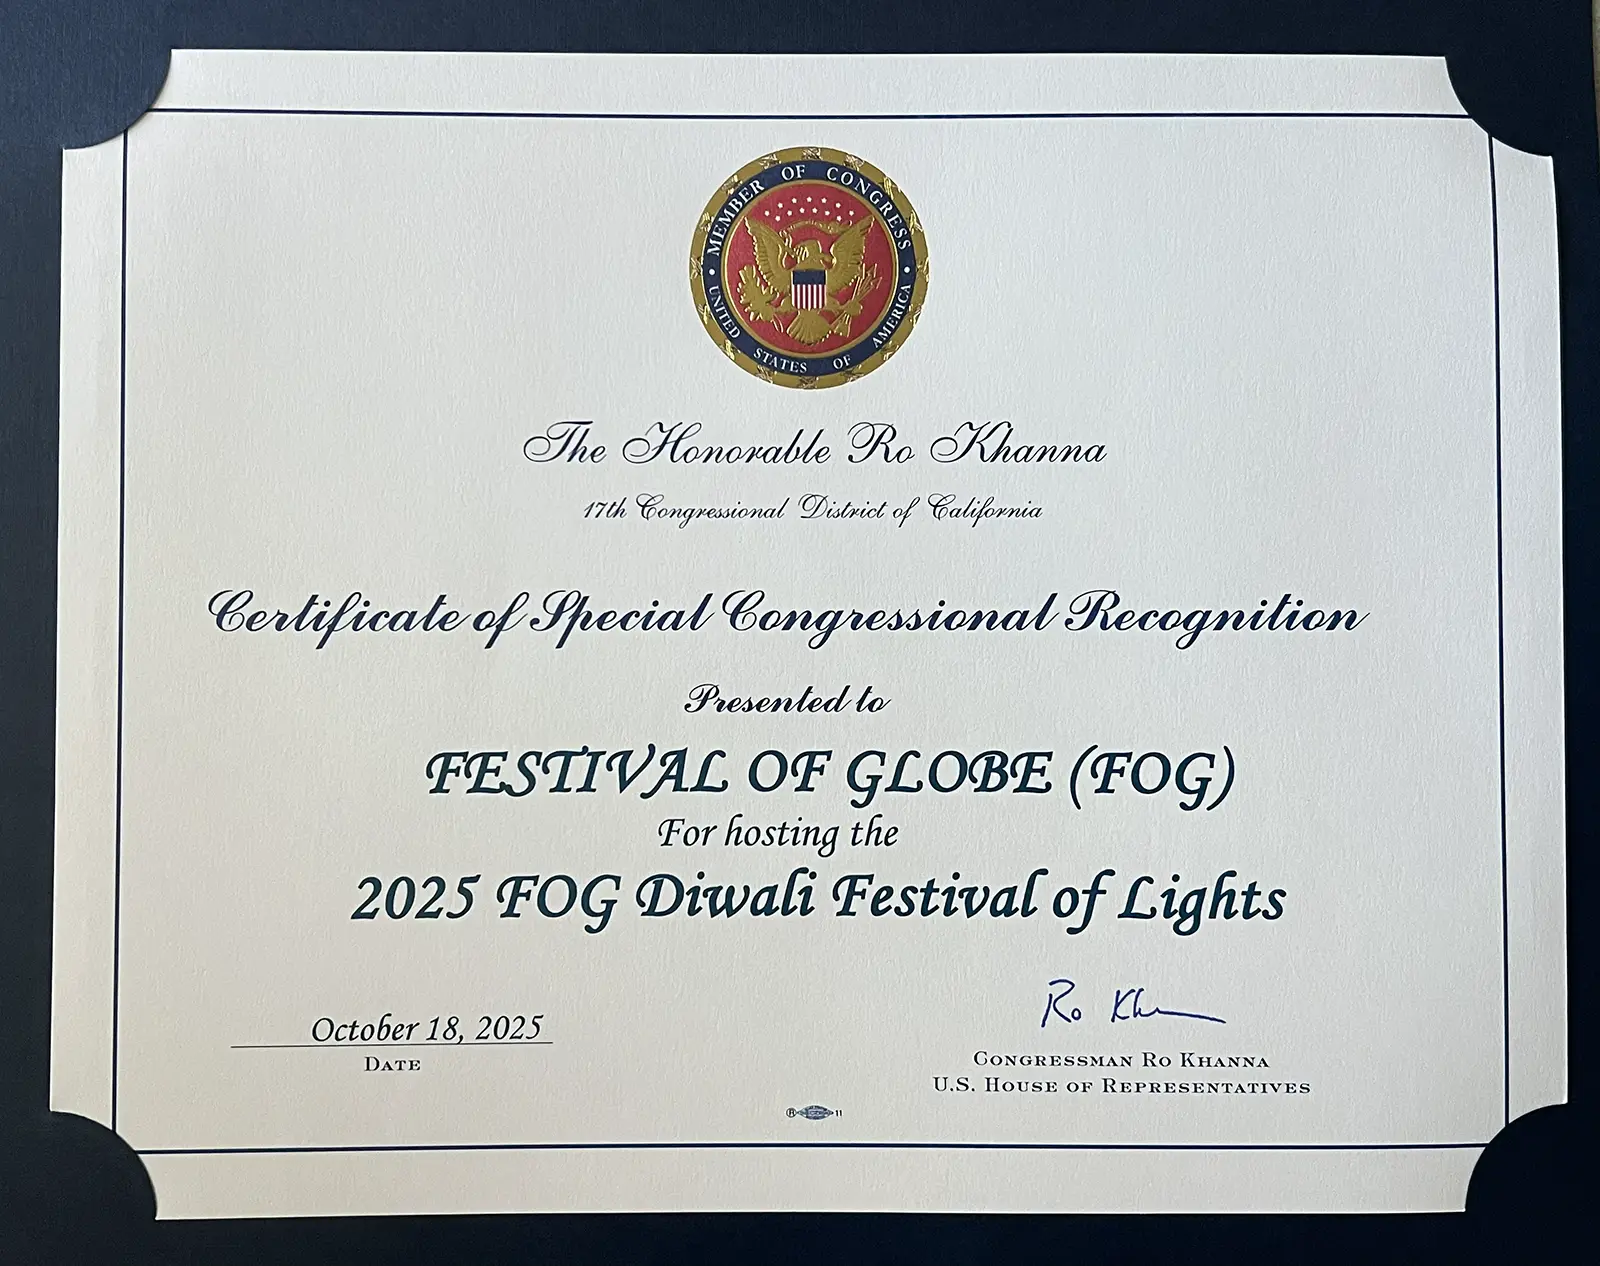 MEMBER OF CONGRESS
UNITED STATES OF AMERICA
The Honorable Ro Khanna
17th Congressional District of California
Certificate of Special Congressional Recognition
Presented to
FESTIVAL OF GLOBE (FOG)
For hosting the
2025 FOG Diwali Festival of Lights
Ro Kh
October 18, 2025
DATE
CONGRESSMAN RO KHANNA
U.S. HOUSE OF REPRESENTATIVES
® 11